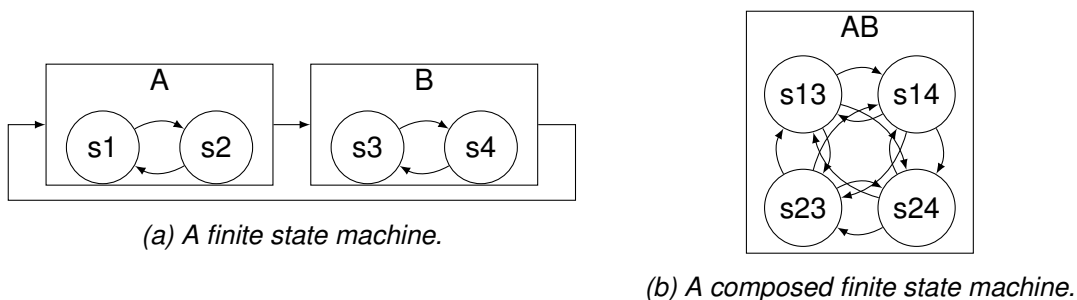 AB
A
B
s13
s14
s1
s2
s3
s4
s23
s24
(a) A finite state machine.
(b) A composed finite state machine.